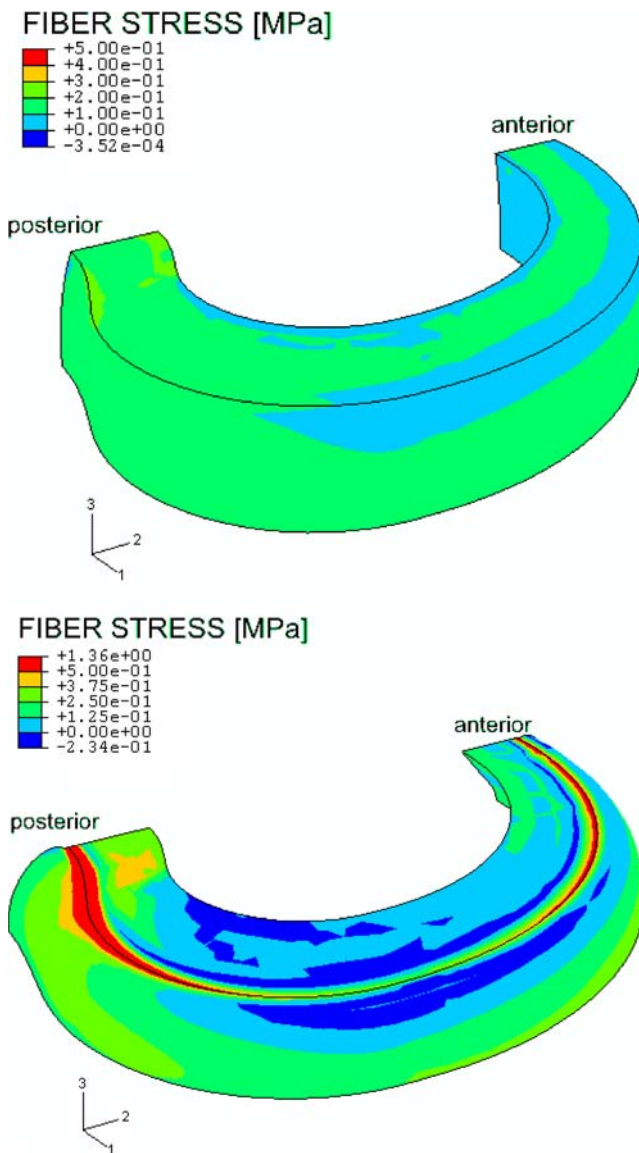 FIBER STRESS [MPa]
+5.00e-01
+4.00e-01
+3.00e-01
+2.00e-01
+1.00e-01
+0.00e+00
-3.52e-04
anterior
posterior
3
2
1
FIBER STRESS [MPa]
+1.36e+00
+5.00e-01
+3.75e-01
+2.50e-01
+1.25e-01
+0.00e+00
-2.34e-01
anterior
posterior
3
2
1